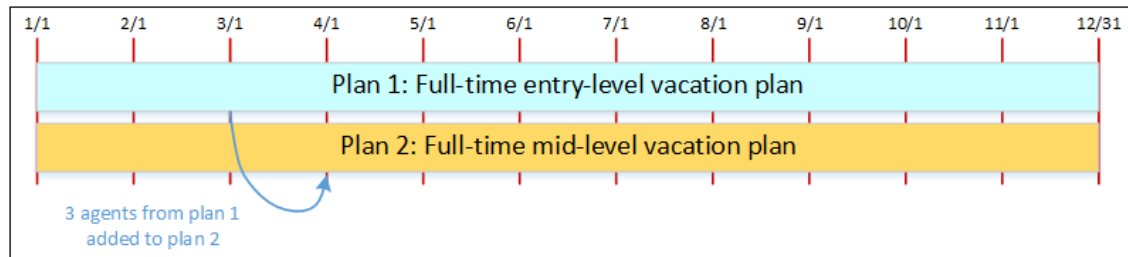 1/1 2/1 3/1 4/1 5/1 6/1 7/1 8/1 9/1 10/1 11/1 12/31
Plan 1: Full-time entry-level vacation plan
Plan 2: Full-time mid-level vacation plan
3 agents from plan 1
added to plan 2